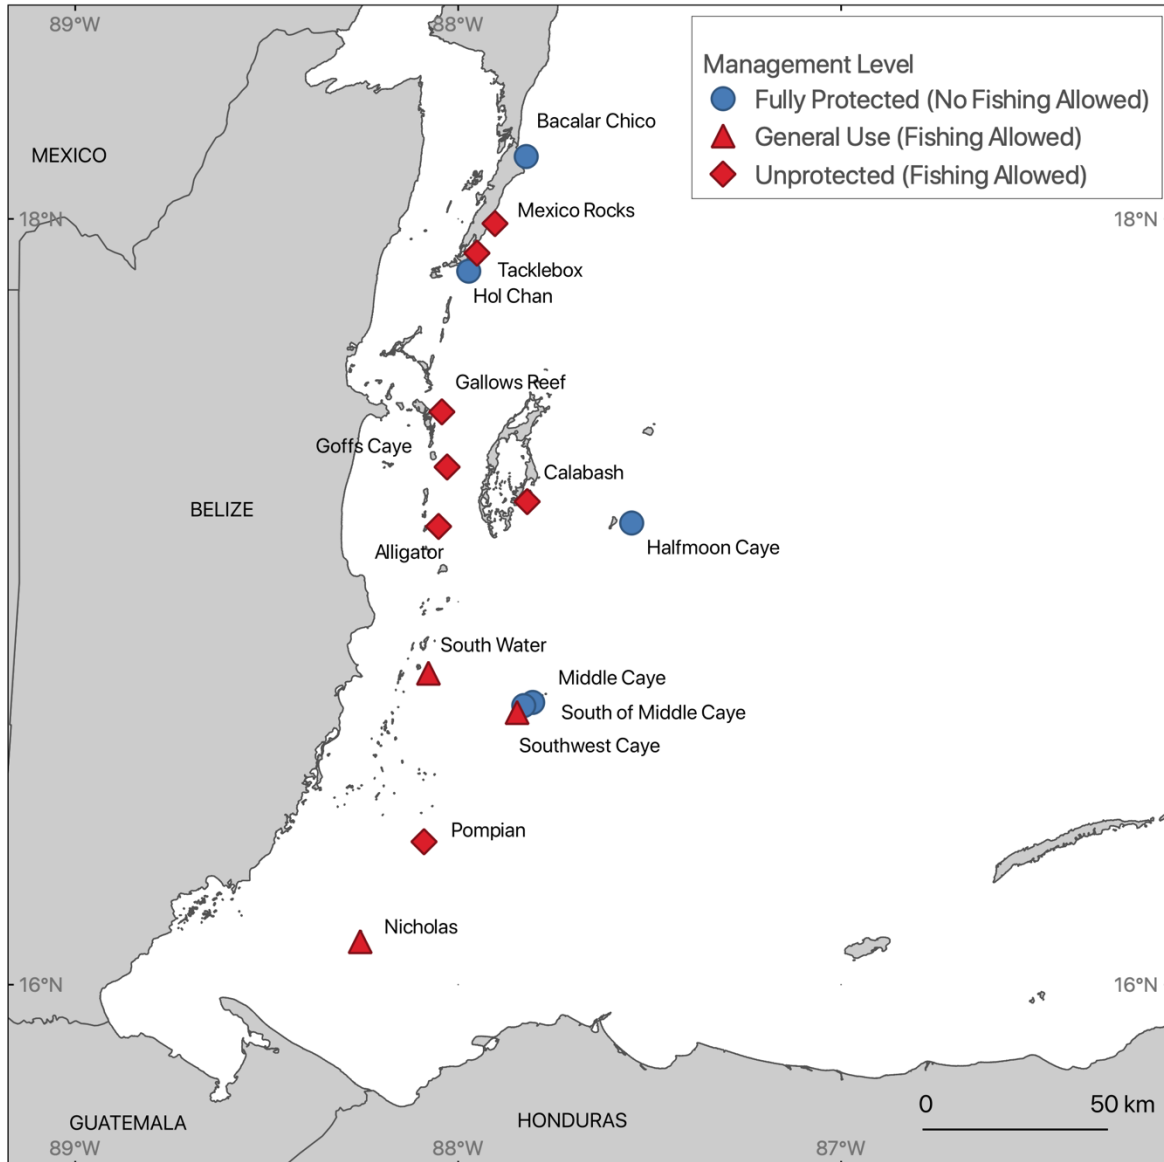 89°W
88°W
Management Level
Fully Protected (No Fishing Allowed)
General Use (Fishing Allowed)
Unprotected (Fishing Allowed)
Bacalar Chico
MEXICO
Mexico Rocks
18°N
18°N
Tacklebox
Hol Chan
Gallows Reef
Goffs Caye
Calabash
BELIZE
Halfmoon Caye
Alligator
South Water
Middle Caye
South of Middle Caye
Southwest Caye
Pompian
Nicholas
16°N
16°N
0
50 km
GUATEMALA
HONDURAS
89°W
88°W
87°W